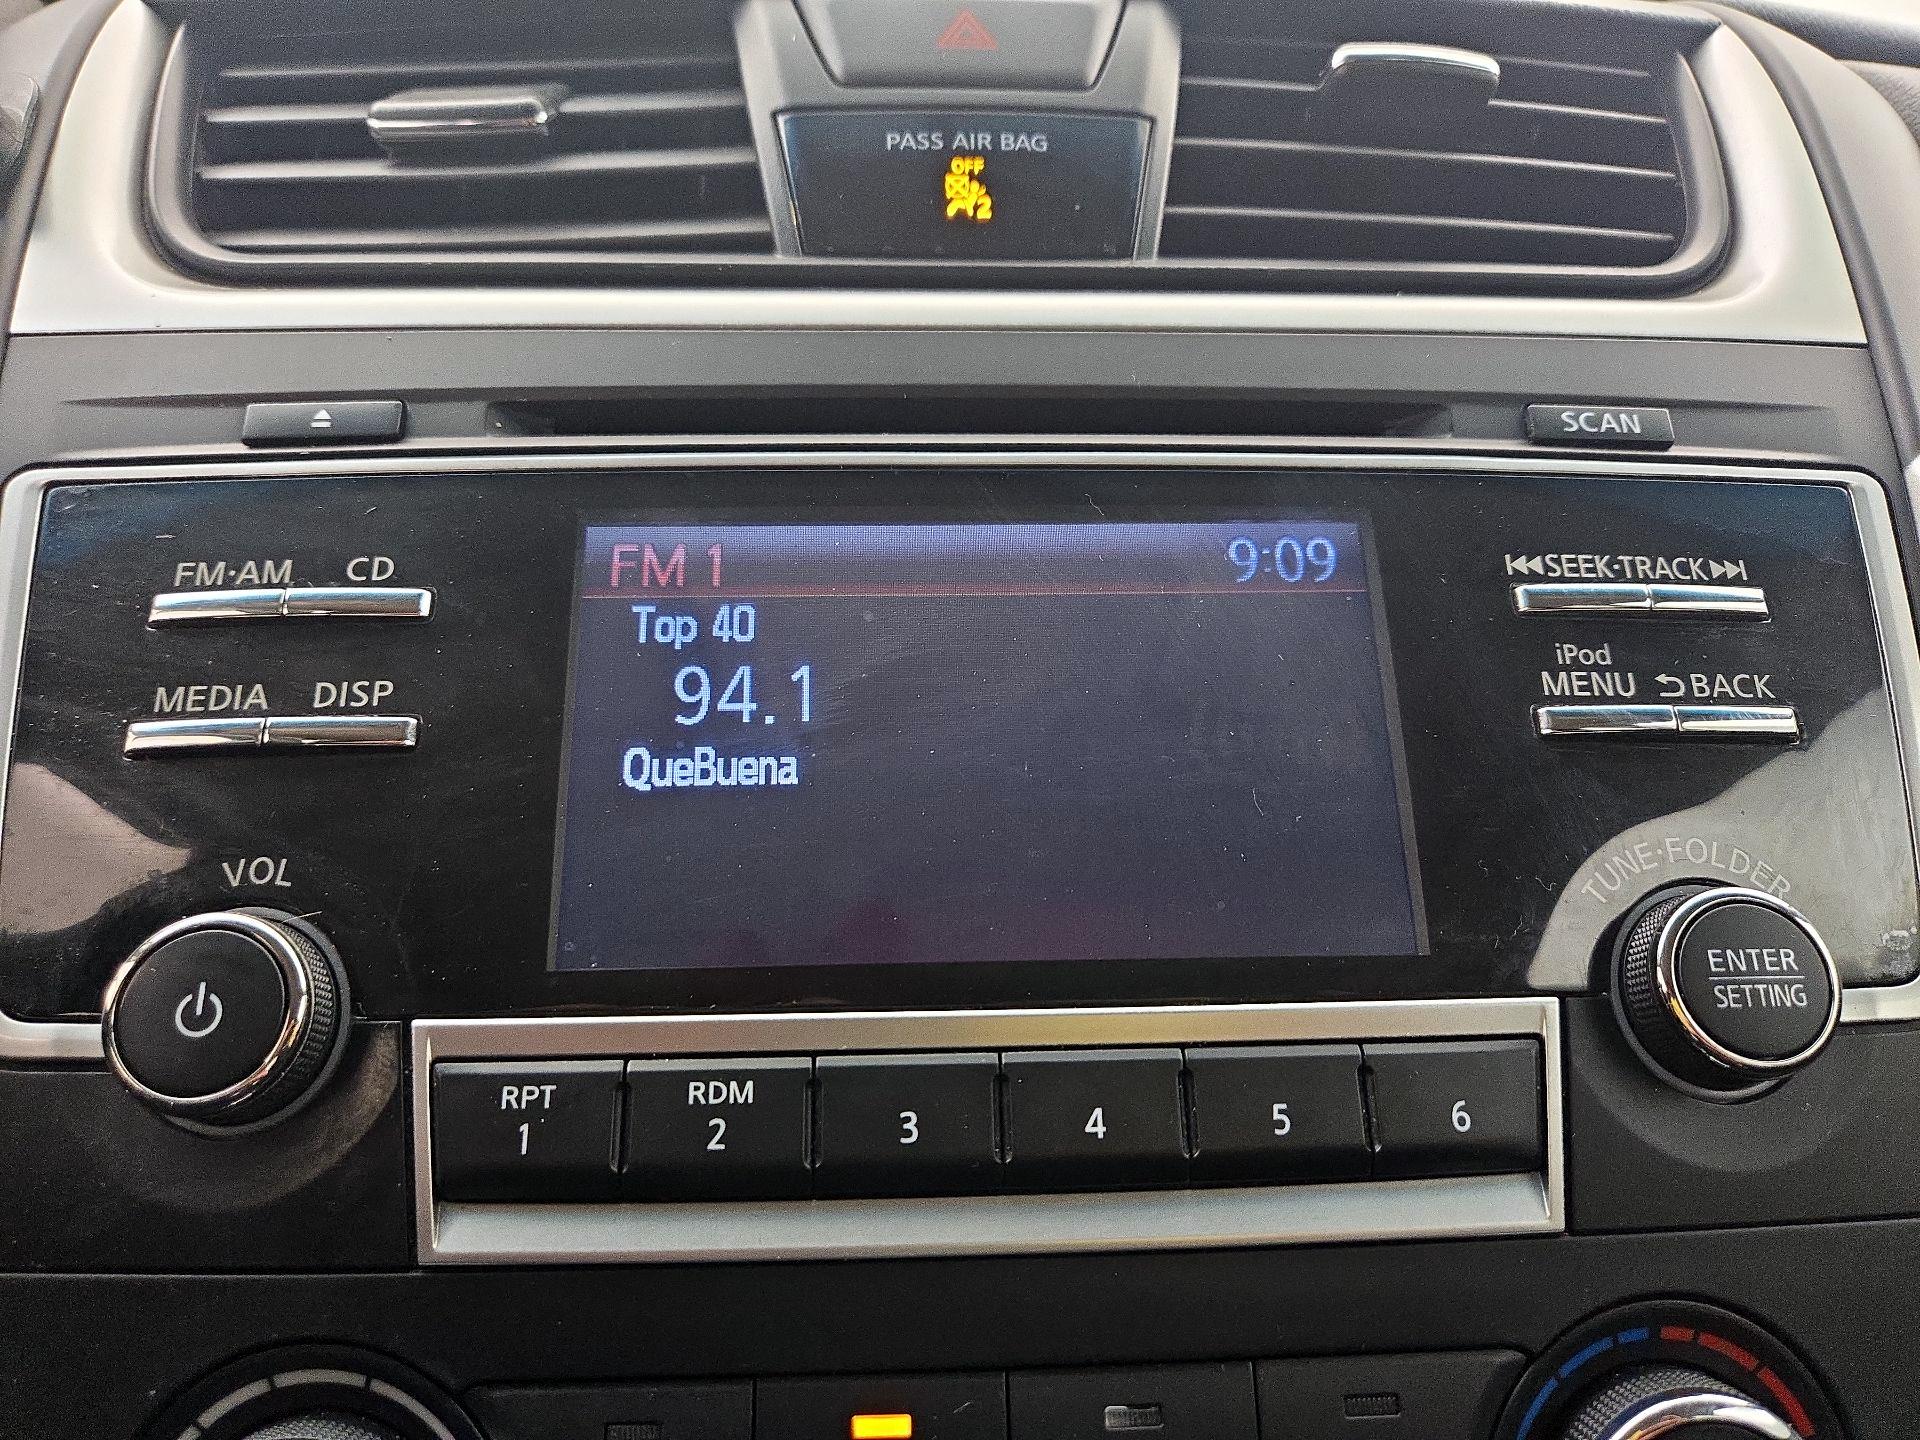 PASS AIR BAG
OFF
2
SCAN
FM·AM CD
FM 1 9:09
SEEK·TRACK
Top 40
iPod
MENU BACK
MEDIA DISP
94.1
QueBuena
VOL
TUNE·FOLDER
ENTER
SETTING
RPT
1
RDM
2
3
4
5
6